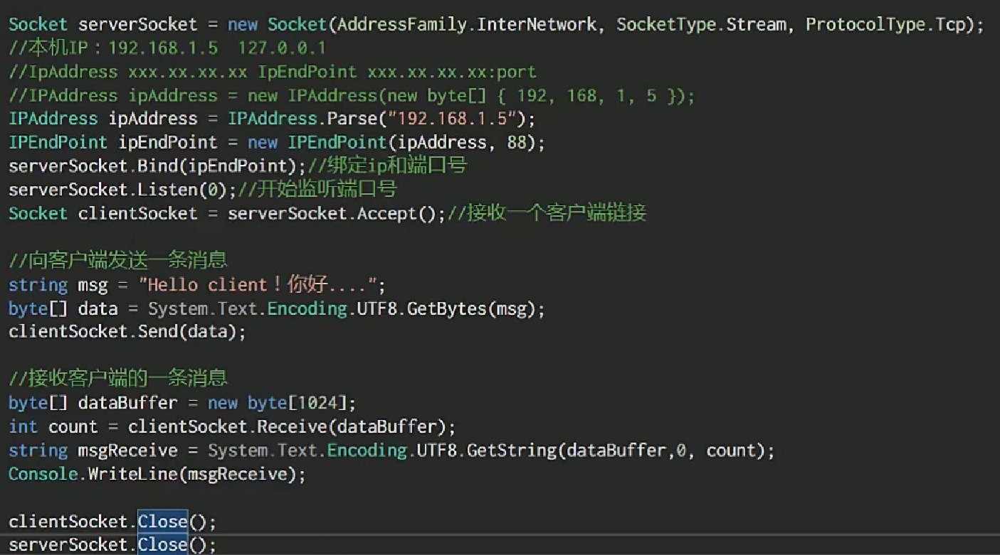 Socket serverSocket = new Socket(AddressFamily.InterNetwork, SocketType.Stream, ProtocolType.Tcp);
//本机IP：192.168.1.5  127.0.0.1
//IpAddress xxx.xx.xx.xx IpEndPoint xxx.xx.xx.xx:port
//IPAddress ipAddress = new IPAddress(new byte[] { 192, 168, 1, 5 });
IPAddress ipAddress = IPAddress.Parse("192.168.1.5");
IPEndPoint ipEndPoint = new IPEndPoint(ipAddress, 88);
serverSocket.Bind(ipEndPoint);//绑定ip和端口号
serverSocket.Listen(0);//开始监听端口号
Socket clientSocket = serverSocket.Accept();//接收一个客户端链接
//向客户端发送一条消息
string msg = "Hello client！你好....";
byte[] data = System.Text.Encoding.UTF8.GetBytes(msg);
clientSocket.Send(data);
//接收客户端的一条消息
byte[] dataBuffer = new byte[1024];
int count = clientSocket.Receive(dataBuffer);
string msgReceive = System.Text.Encoding.UTF8.GetString(dataBuffer,0, count);
Console.WriteLine(msgReceive);
clientSocket.Close();
serverSocket.Close();